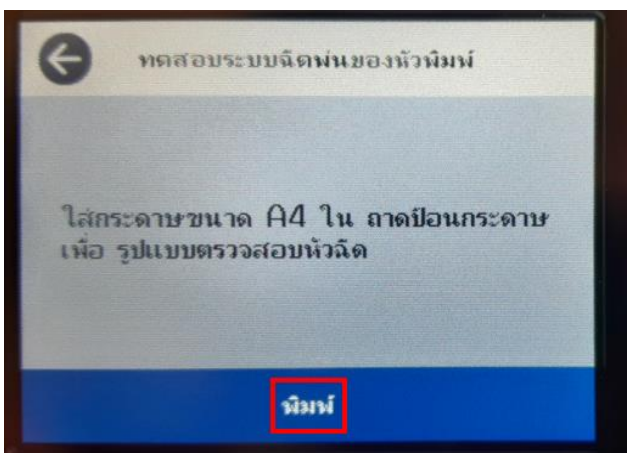 ทดสอบระบบฉีดพ่นของหัวพิมพ์
ใส่กระดาษขนาด A4 ใน ถาดป้อนกระดาษ
เพื่อ รูปแบบตรวจสอบหัวฉีด
พิมพ์